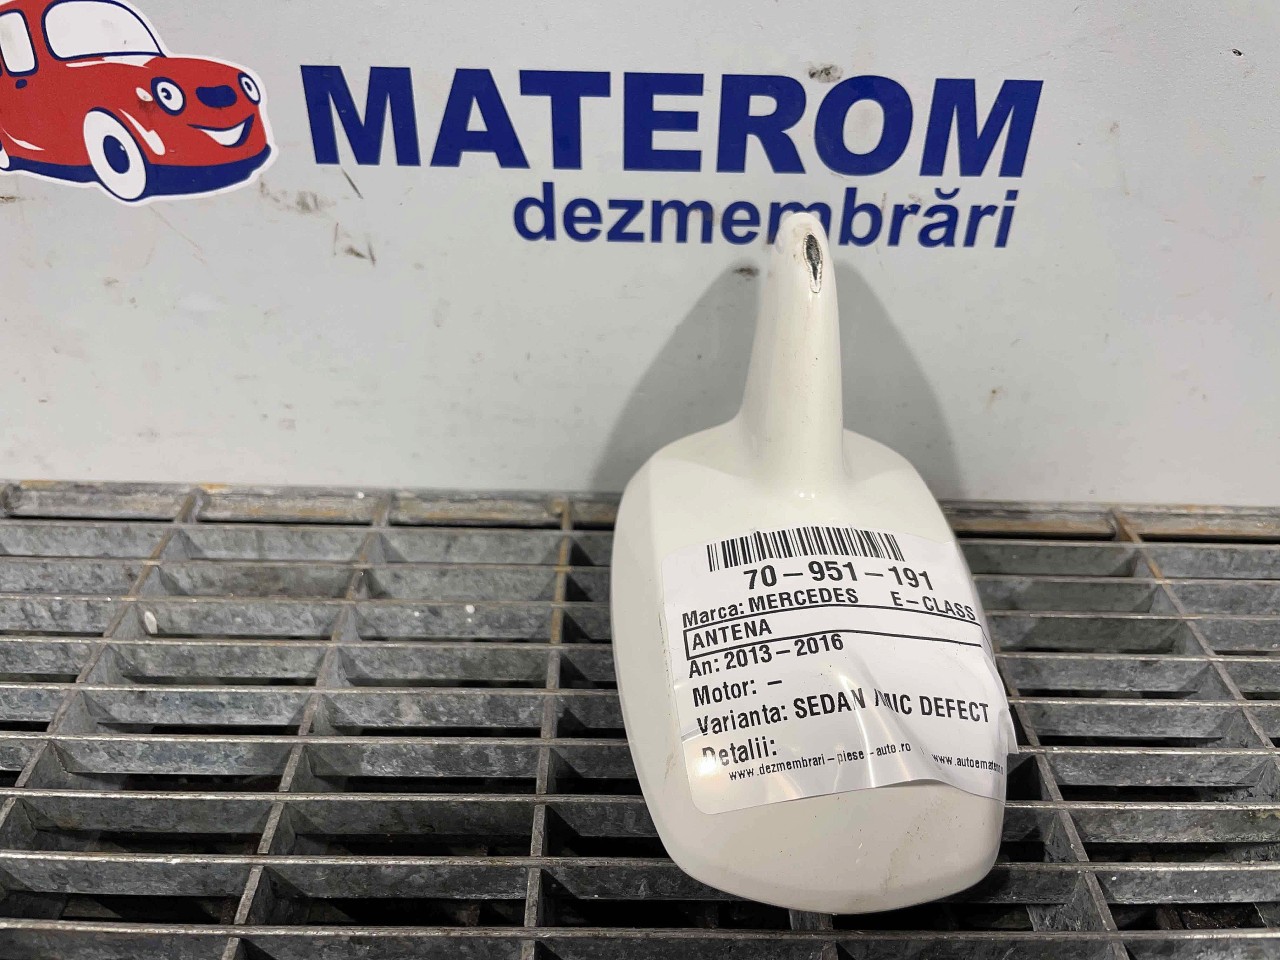 MATEROM
dezmembrări
70-951-191
Marca: MERCEDES E-CLASS
ANTENA
An: 2013-2016
Motor: -
Varianta: SEDAN /MIC DEFECT
Detalii:
www.dezmembrari-piese-auto.ro